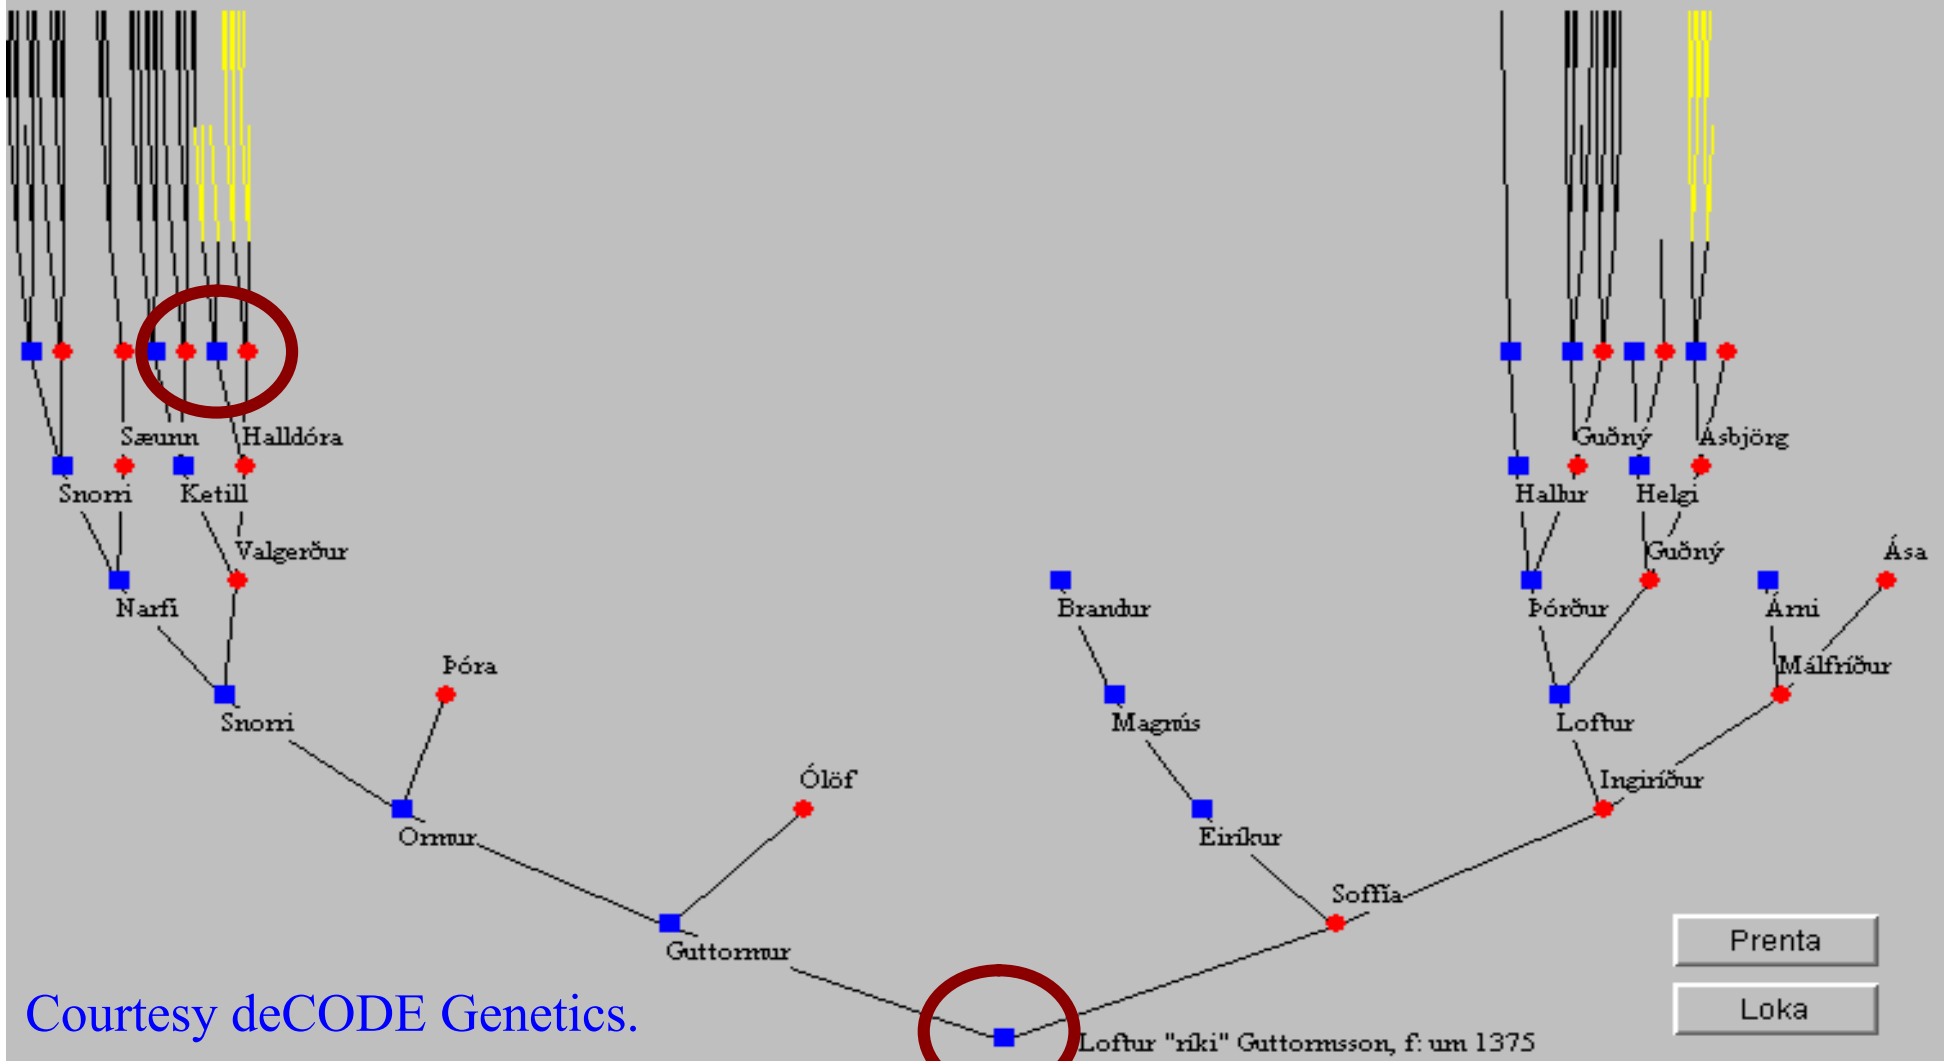 Sæunn Halldóra Guðný Ásbjörg
Snorri Ketill Hallur Helgi
Valgerður Guðný Ása
Narfi Brandur Þórður Árni
Þóra Málfríður
Snorri Magnús Loftur
Ólöf Ingiríður
Ormur Eiríkur
Soffía
Guttormur
Prenta
Loka
Courtesy deCODE Genetics.
Loftur "ríki" Guttormsson, f: um 1375